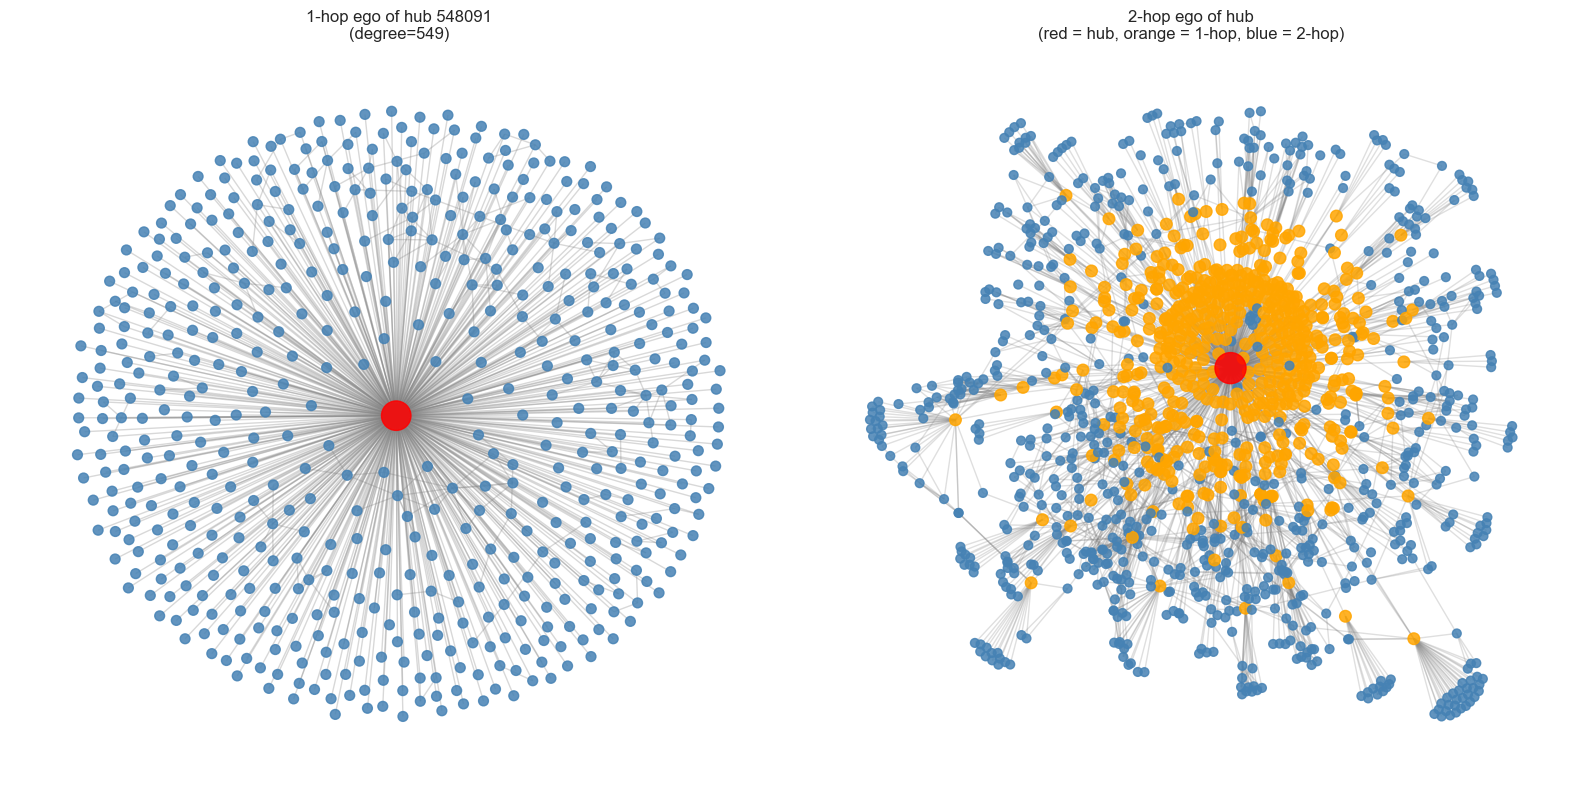 1-hop ego of hub 548091
(degree=549)
2-hop ego of hub
(red = hub, orange = 1-hop, blue = 2-hop)